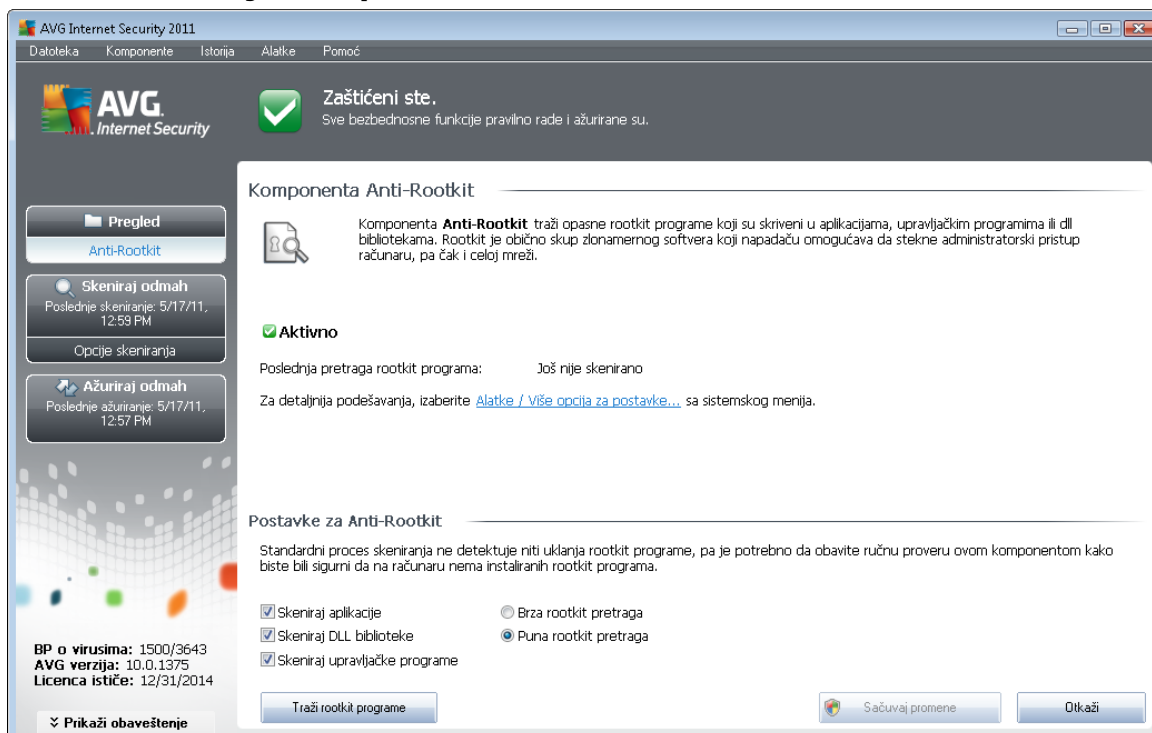 AVG Internet Security 2011
Datoteka Komponente Istorija Alatke Pomoć
AVG.
Internet Security
Zaštićeni ste.
Sve bezbednosne funkcije pravilno rade i ažurirane su.
Pregled
Anti-Rootkit
Skeniraj odmah
Poslednje skeniranje: 5/17/11,
12:59 PM
Opcije skeniranja
Ažuriraj odmah
Poslednje ažuriranje: 5/17/11,
12:57 PM
BP o virusima: 1500/3643
AVG verzija: 10.0.1375
Licenca ističe: 12/31/2014
Prikaži obaveštenje
Komponenta Anti-Rootkit
Komponenta Anti-Rootkit traži opasne rootkit programe koji su skriveni u aplikacijama, upravljačkim programima ili dll
bibliotekama. Rootkit je obično skup zlonamernog softvera koji napadaču omogućava da stekne administratorski pristup
računaru, pa čak i celoj mreži.
Aktivno
Poslednja pretraga rootkit programa: Još nije skenirano
Za detaljnija podešavanja, izaberite Alatke / Više opcija za postavke... sa sistemskog menija.
Postavke za Anti-Rootkit
Standardni proces skeniranja ne detektuje niti uklanja rootkit programe, pa je potrebno da obavite ručnu proveru ovom komponentom kako
biste bili sigurni da na računaru nema instaliranih rootkit programa.
Skeniraj aplikacije Brza rootkit pretraga
Skeniraj DLL biblioteke Puna rootkit pretraga
Skeniraj upravljačke programe
Traži rootkit programe Sačuvaj promene Otkaži